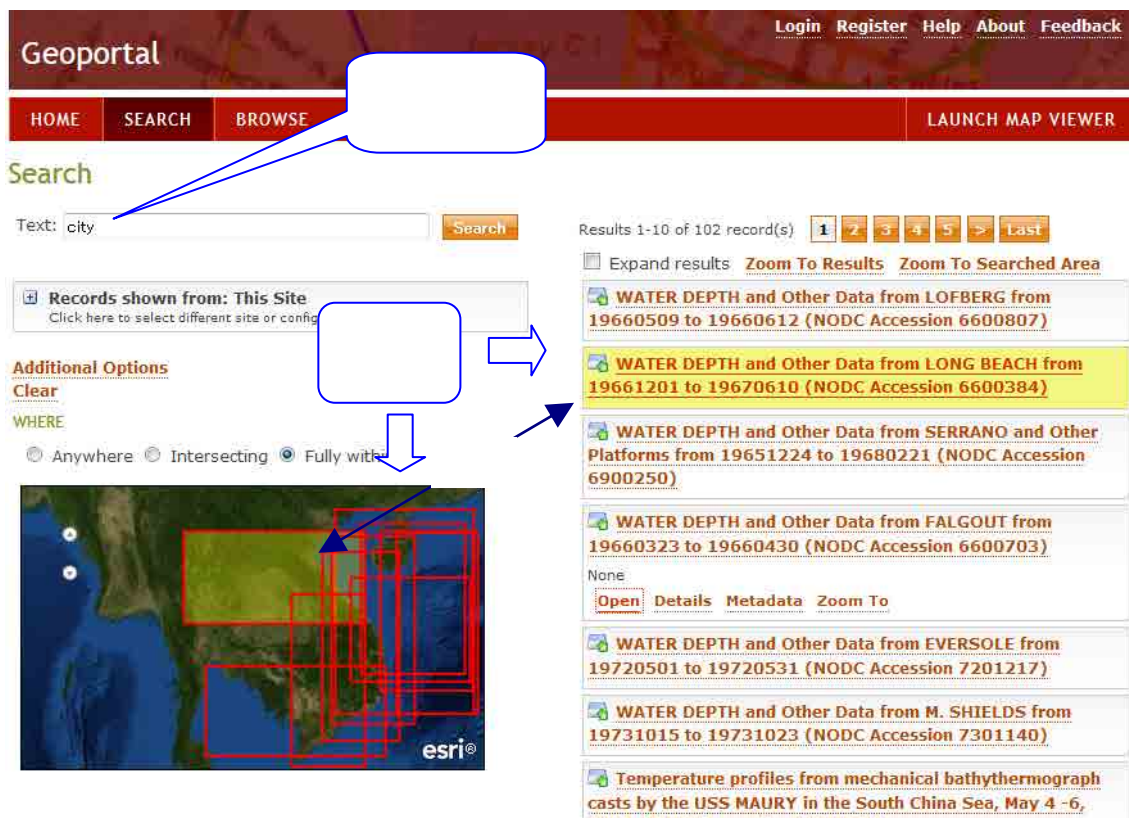 Login Register Help About Feedback
Geoportal
HOME SEARCH BROWSE LAUNCH MAP VIEWER
Search
Text: city Search
Records shown from: This Site
Click here to select different site or config
Additional Options
Clear
WHERE
Anywhere Intersecting Fully withi
esri®
Results 1-10 of 102 record(s) 1 2 3 4 5 > Last
Expand results Zoom To Results Zoom To Searched Area
WATER DEPTH and Other Data from LOFBERG from
19660509 to 19660612 (NODC Accession 6600807)
WATER DEPTH and Other Data from LONG BEACH from
19661201 to 19670610 (NODC Accession 6600384)
WATER DEPTH and Other Data from SERRANO and Other
Platforms from 19651224 to 19680221 (NODC Accession
6900250)
WATER DEPTH and Other Data from FALGOUT from
19660323 to 19660430 (NODC Accession 6600703)
None
Open Details Metadata Zoom To
WATER DEPTH and Other Data from EVERSOLE from
19720501 to 19720531 (NODC Accession 7201217)
WATER DEPTH and Other Data from M. SHIELDS from
19731015 to 19731023 (NODC Accession 7301140)
Temperature profiles from mechanical bathythermograph
casts by the USS MAURY in the South China Sea, May 4 -6,